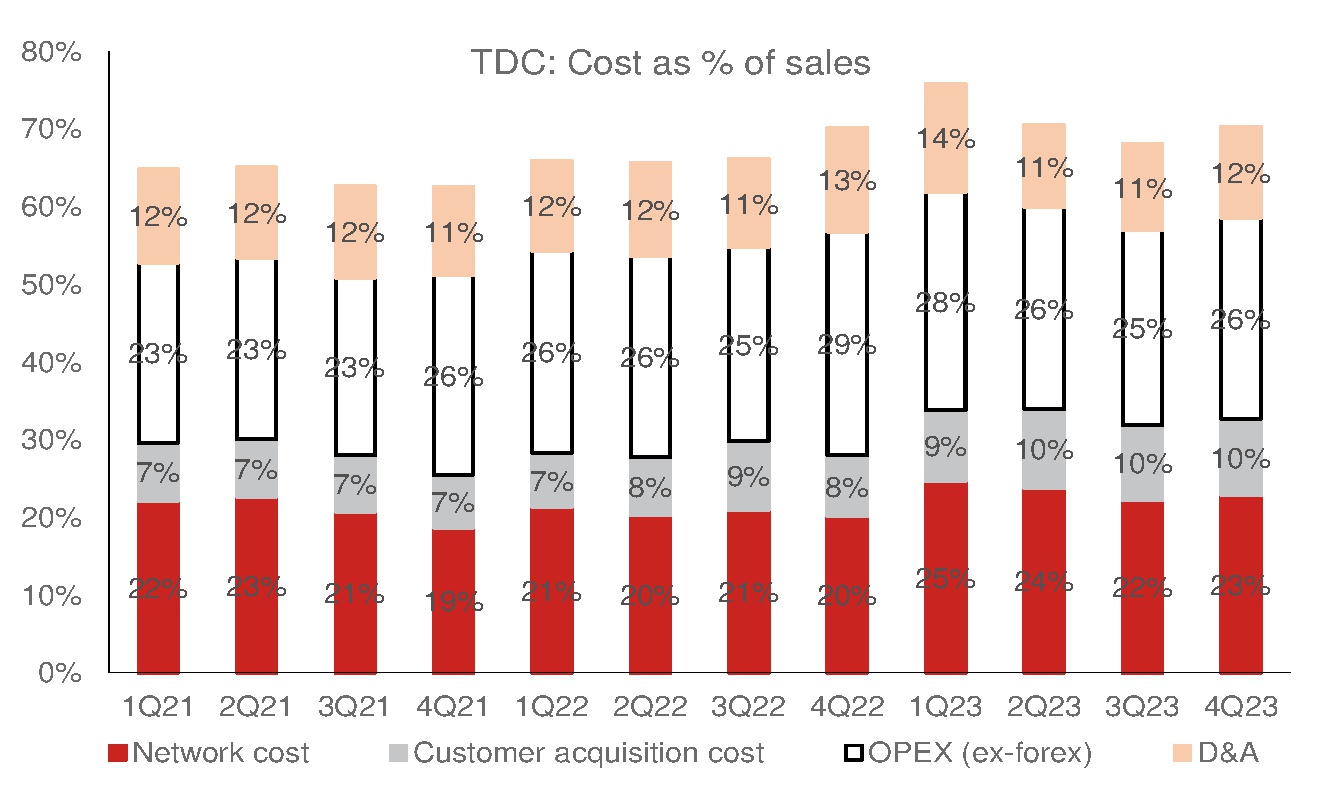 TDC: Cost as % of sales
80%
70%
60%
50%
40%
30%
20%
10%
0%
12% 12% 12% 11% 12% 12% 11% 13% 14% 11% 11% 12%
23% 23% 23% 26% 26% 26% 25% 29% 28% 26% 25% 26%
7% 7% 7% 7% 7% 8% 9% 8% 9% 10% 10% 10%
22% 23% 21% 19% 21% 20% 21% 20% 25% 24% 22% 23%
1Q21 2Q21 3Q21 4Q21 1Q22 2Q22 3Q22 4Q22 1Q23 2Q23 3Q23 4Q23
Network cost Customer acquisition cost OPEX (ex-forex) D&A